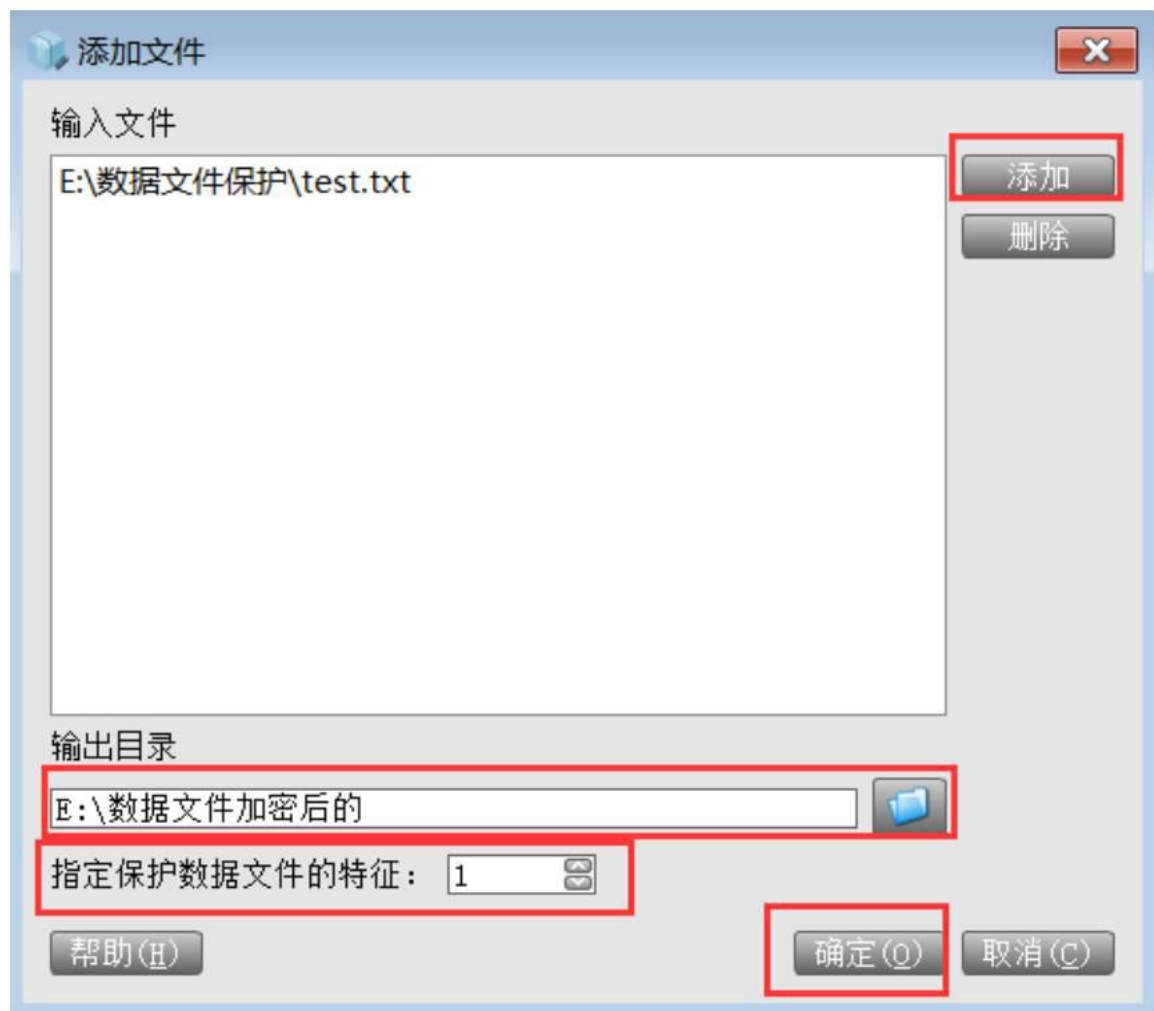 添加文件
输入文件
E:\数据文件保护\test.txt
添加
删除
输出目录
E:\数据文件加密后的
指定保护数据文件的特征： 1
帮助(H) 确定(O) 取消(C)